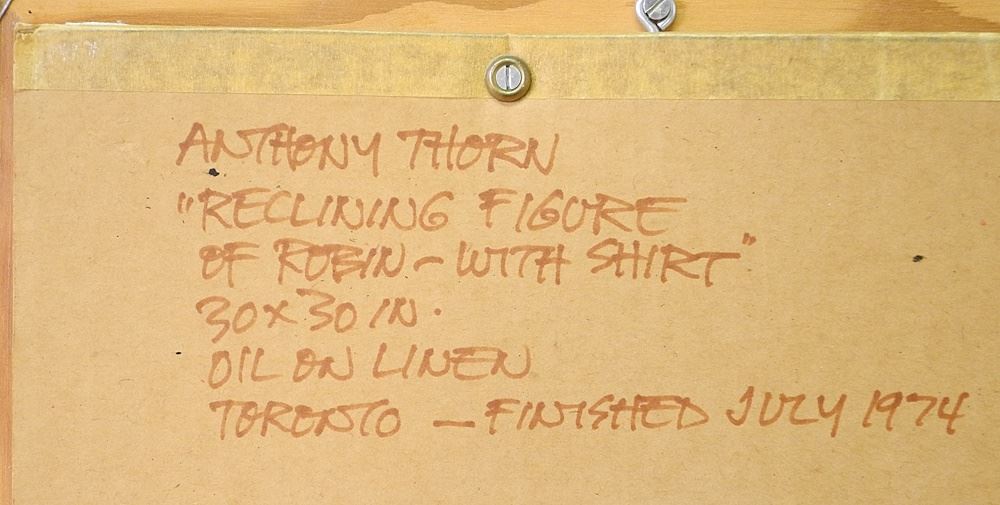 ANTHONY THORN
"RECLINING FIGURE
OF ROBIN - WITH SHIRT"
30 x 30 IN.
OIL ON LINEN
TORONTO - FINISHED JULY 1974